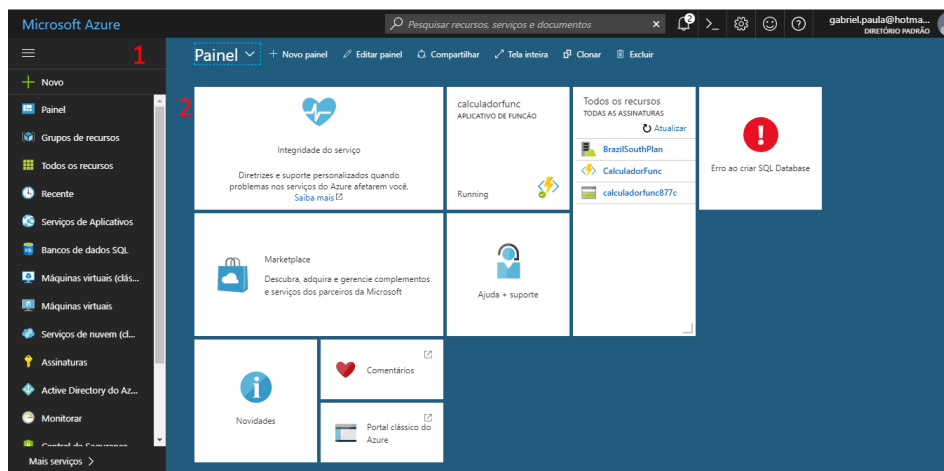 Microsoft Azure
Pesquisar recursos, serviços e documentos
×
2
>_
?
gabriel.paula@hotma...
DIRETÓRIO PADRÃO
1
Painel
+ Novo painel
Editar painel
Compartilhar
Tela inteira
Clonar
Excluir
+ Novo
Painel
Grupos de recursos
Todos os recursos
Recente
Serviços de Aplicativos
Bancos de dados SQL
Máquinas virtuais (clás...
Máquinas virtuais
Serviços de nuvem (cl...
Assinaturas
Active Directory do Az...
Monitorar
Central de Segurança
Mais serviços >
2
Integridade do serviço
Diretrizes e suporte personalizados quando
problemas nos serviços do Azure afetarem você.
Saiba mais
calculadorfunc
APLICATIVO DE FUNÇÃO
Running
Todos os recursos
TODAS AS ASSINATURAS
Atualizar
BrazilSouthPlan
CalculadorFunc
calculadorfunc877c
Erro ao criar SQL Database
Marketplace
Descubra, adquira e gerencie complementos
e serviços dos parceiros da Microsoft
Ajuda + suporte
Novidades
Comentários
Portal clássico do
Azure